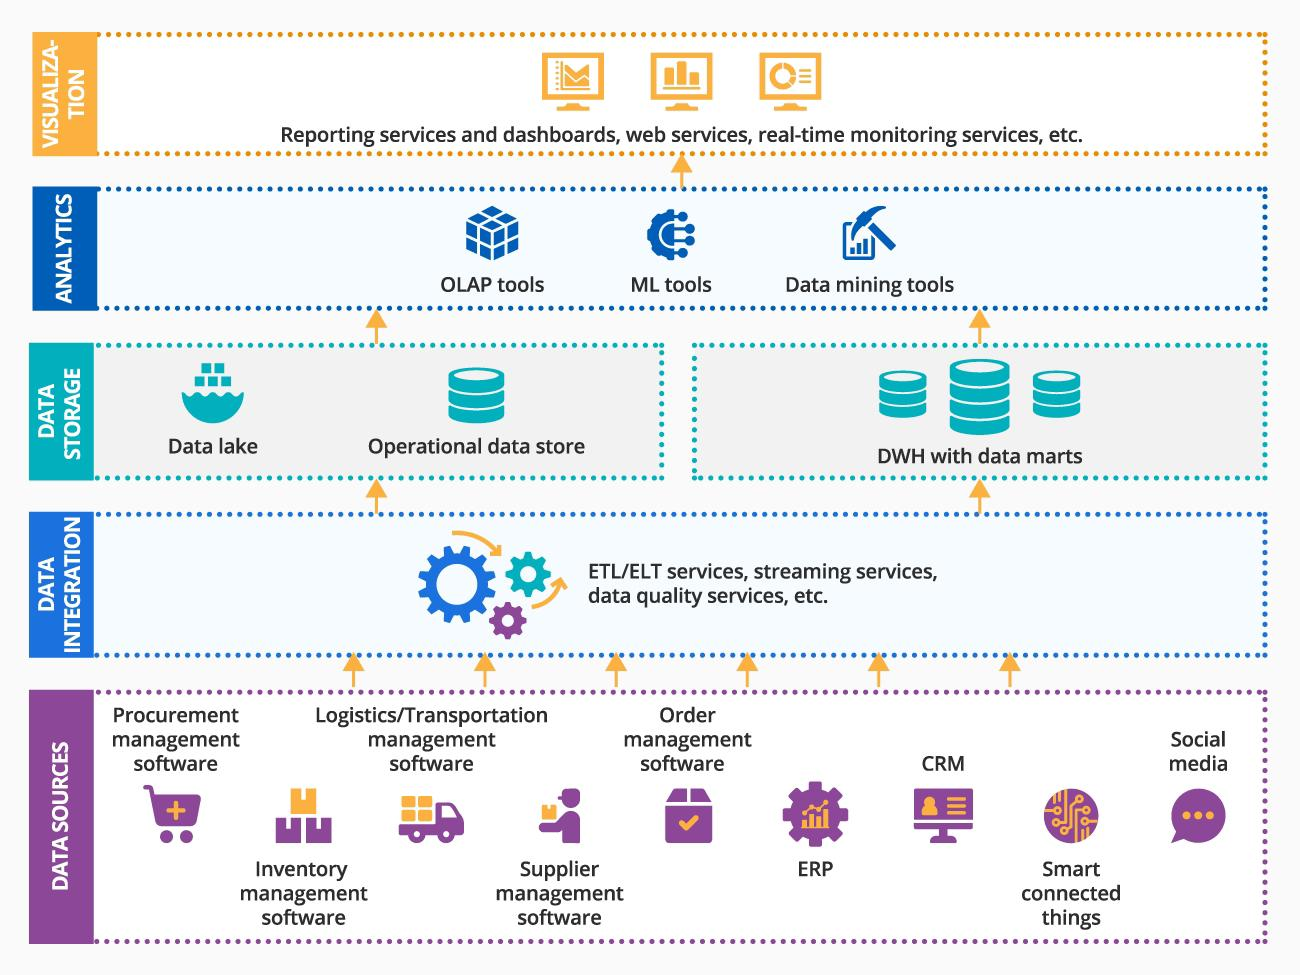 VISUALIZA-
TION
Reporting services and dashboards, web services, real-time monitoring services, etc.
ANALYTICS
OLAP tools
ML tools
Data mining tools
DATA
STORAGE
Data lake
Operational data store
DWH with data marts
DATA
INTEGRATION
ETL/ELT services, streaming services,
data quality services, etc.
DATA SOURCES
Procurement
management
software
Inventory
management
software
Logistics/Transportation
management
software
Supplier
management
software
Order
management
software
ERP
CRM
Smart
connected
things
Social
media